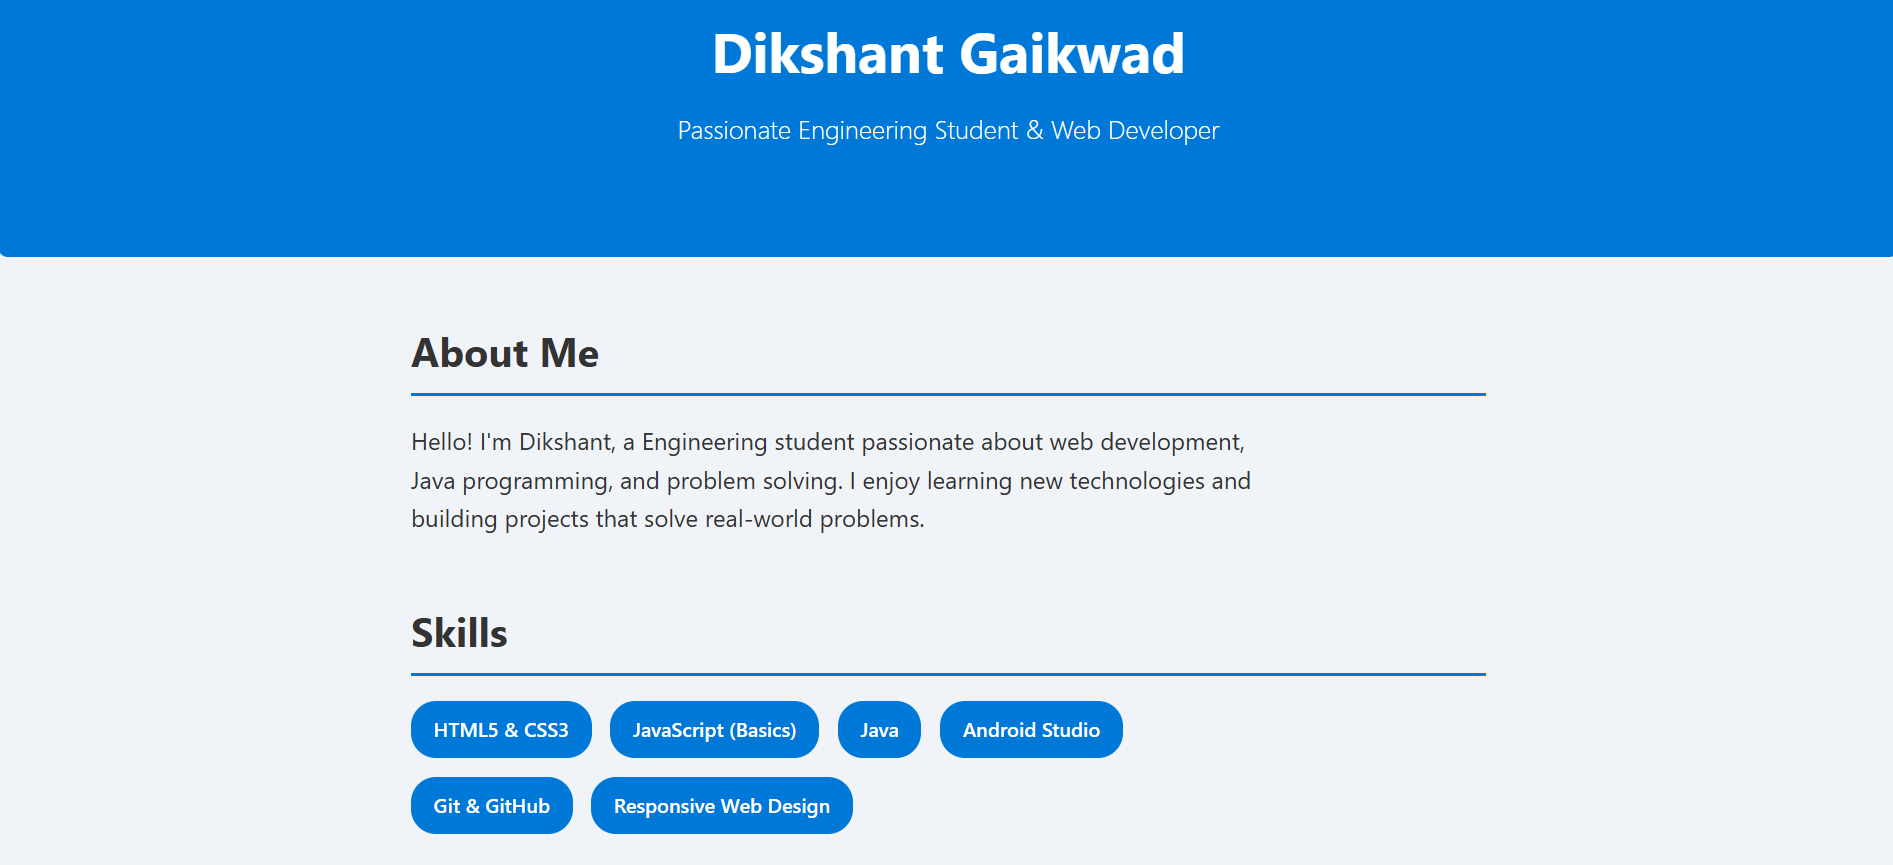 Dikshant Gaikwad
Passionate Engineering Student & Web Developer
About Me
Hello! I'm Dikshant, a Engineering student passionate about web development,
Java programming, and problem solving. I enjoy learning new technologies and
building projects that solve real-world problems.
Skills
HTML5 & CSS3 JavaScript (Basics) Java Android Studio
Git & GitHub Responsive Web Design